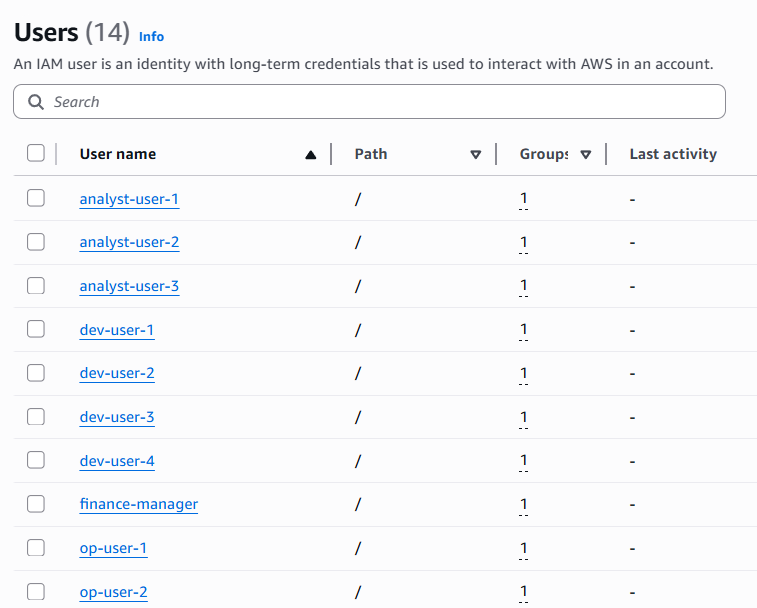 Users (14) Info
An IAM user is an identity with long-term credentials that is used to interact with AWS in an account.
Search
User name Path Groups Last activity
analyst-user-1 / 1 -
analyst-user-2 / 1 -
analyst-user-3 / 1 -
dev-user-1 / 1 -
dev-user-2 / 1 -
dev-user-3 / 1 -
dev-user-4 / 1 -
finance-manager / 1 -
op-user-1 / 1 -
op-user-2 / 1 -